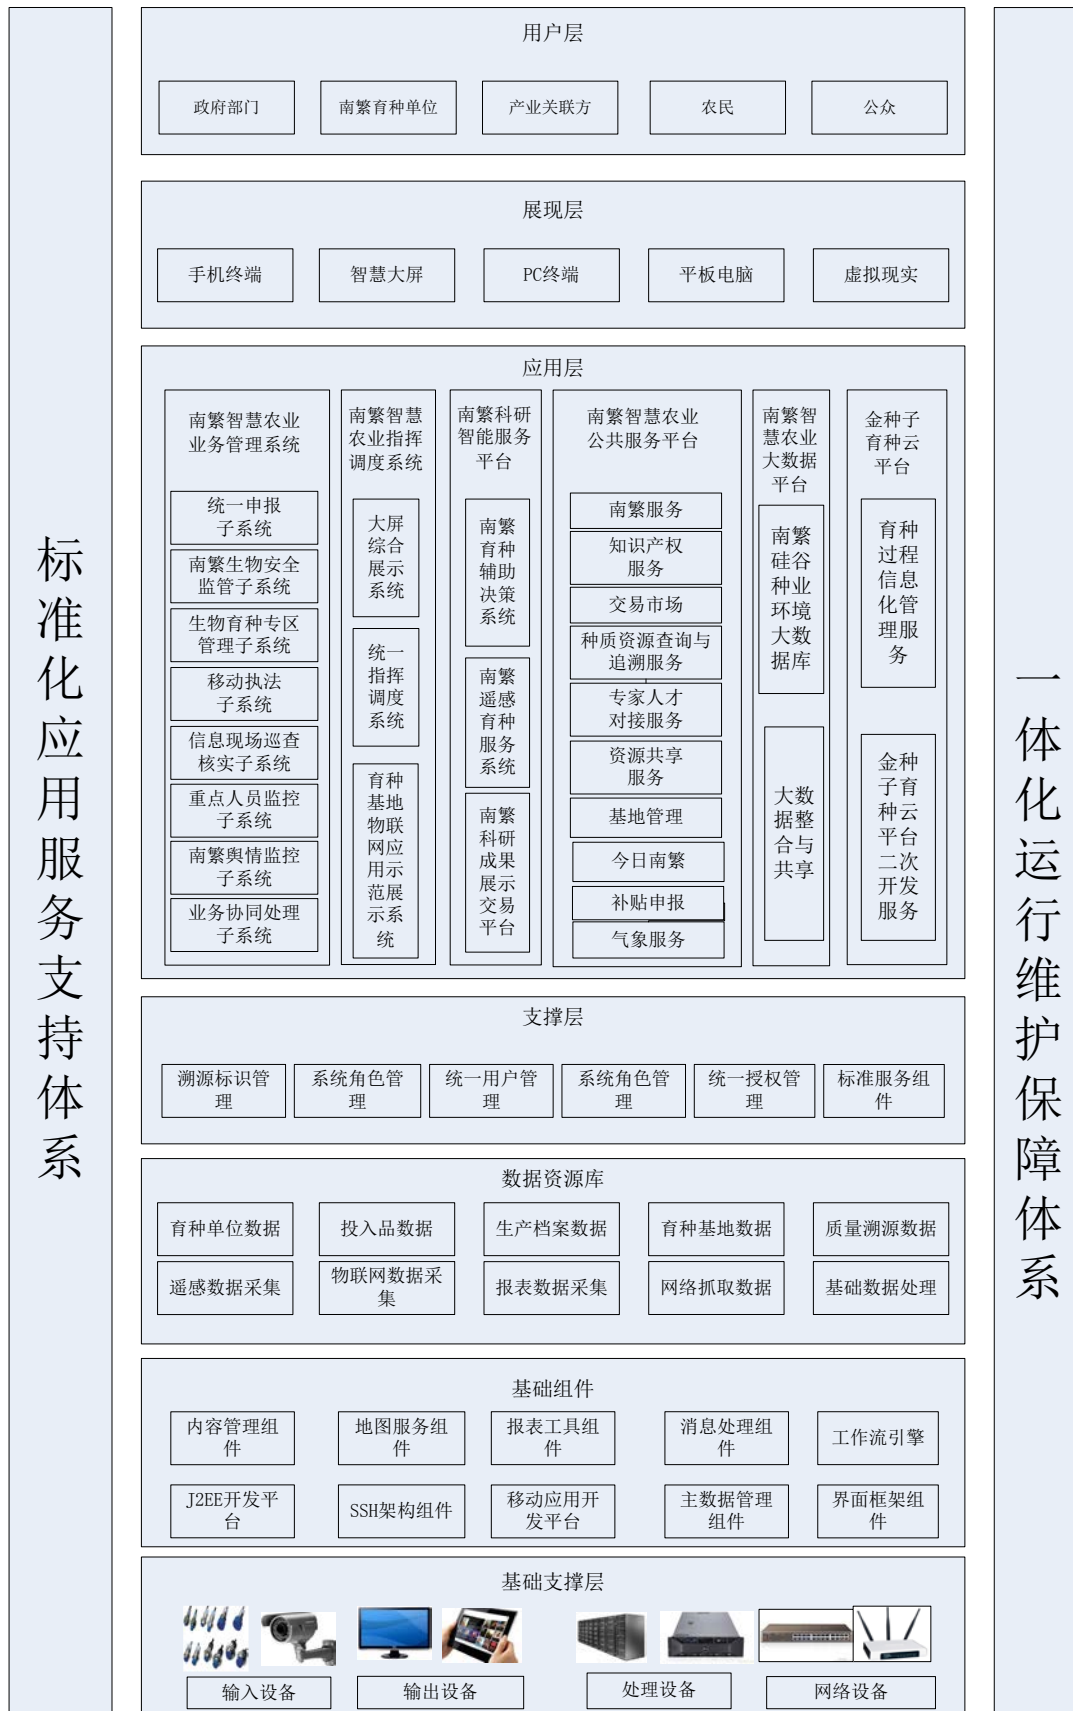 标准化应用服务支持体系
用户层
政府部门
南繁育种单位
产业关联方
农民
公众
展现层
手机终端
智慧大屏
PC终端
平板电脑
虚拟现实
应用层
南繁智慧农业
业务管理系统
统一申报
子系统
南繁生物安全
监管子系统
生物育种专区
管理子系统
移动执法
子系统
信息现场巡查
核实子系统
重点人员监控
子系统
南繁舆情监控
子系统
业务协同处理
子系统
南繁智慧
农业指挥
调度系统
大屏
综合
展示
系统
统一
指挥
调度
系统
育种
基地
物联
网应
用示
范展
示系
统
南繁科研
智能服务
平台
南繁
育种
辅助
决策
系统
南繁
遥感
育种
服务
系统
南繁
科研
成果
展示
交易
平台
南繁智慧农业
公共服务平台
南繁服务
知识产权
服务
交易市场
种质资源查询与
追溯服务
专家人才
对接服务
资源共享
服务
基地管理
今日南繁
补贴申报
气象服务
南繁智
慧农业
大数据
平台
南繁
硅谷
种业
环境
大数
据库
大数
据整
合与
共享
金种子
育种云
平台
育种
过程
信息
化管
理服
务
金种
子育
种云
平台
二次
开发
服务
支撑层
溯源标识管
理
系统角色管
理
统一用户管
理
系统角色管
理
统一授权管
理
标准服务组
件
数据资源库
育种单位数据
投入品数据
生产档案数据
育种基地数据
质量溯源数据
遥感数据采集
物联网数据采
集
报表数据采集
网络抓取数据
基础数据处理
基础组件
内容管理组
件
地图服务组
件
报表工具组
件
消息处理组
件
工作流引擎
J2EE开发平
台
SSH架构组件
移动应用开
发平台
主数据管理
组件
界面框架组
件
基础支撑层
输入设备
输出设备
处理设备
网络设备
一体化运行维护保障体系